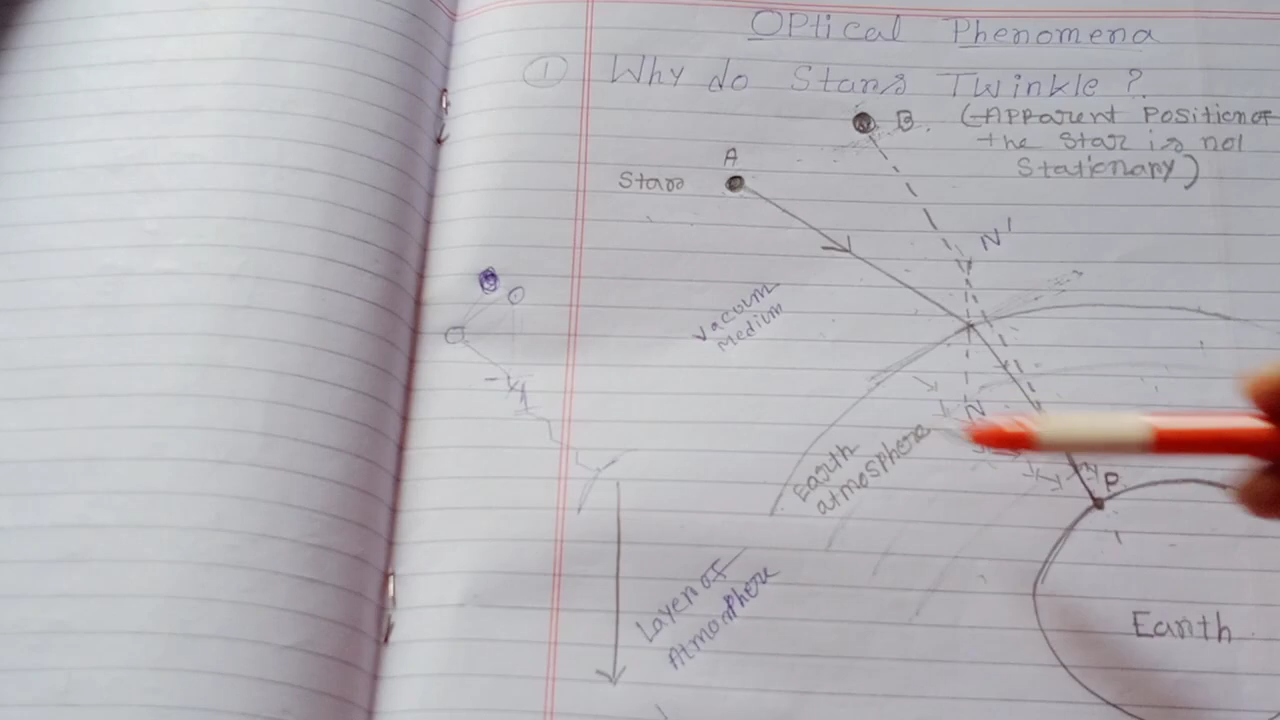 Optical Phenomena
① Why do Stars Twinkle ?
B. (Apparent Position of
the Star is not
Stationary)
A
Stars
N'
Vacuum
Medium
N
Earth
atmosphere
P
Layer of
Atmosphere
Earth